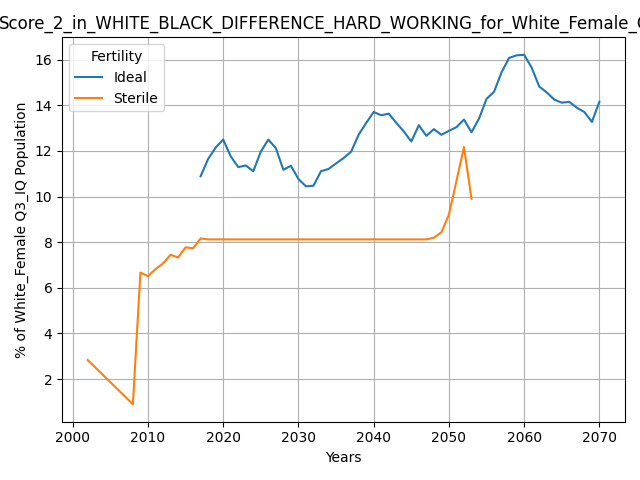 Score_2_in_WHITE_BLACK_DIFFERENCE_HARD_WORKING_for_White_Female_
Fertility
Ideal
Sterile
% of White_Female Q3_IQ Population
16
14
12
10
8
6
4
2
2000 2010 2020 2030 2040 2050 2060 2070
Years